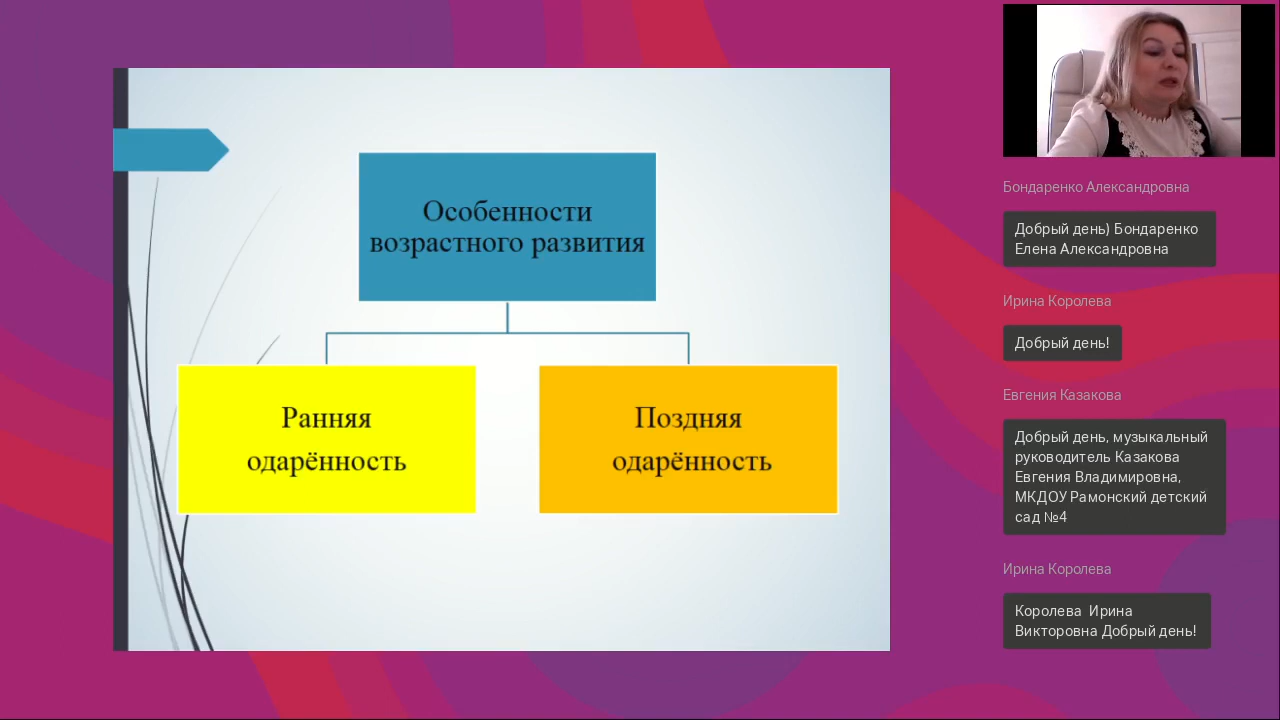 Особенности
возрастного развития
Ранняя
одарённость
Поздняя
одарённость
Бондаренко Александровна
Добрый день) Бондаренко
Елена Александровна
Ирина Королева
Добрый день!
Евгения Казакова
Добрый день, музыкальный
руководитель Казакова
Евгения Владимировна,
МКДОУ Рамонский детский
сад №4
Ирина Королева
Королева Ирина
Викторовна Добрый день!